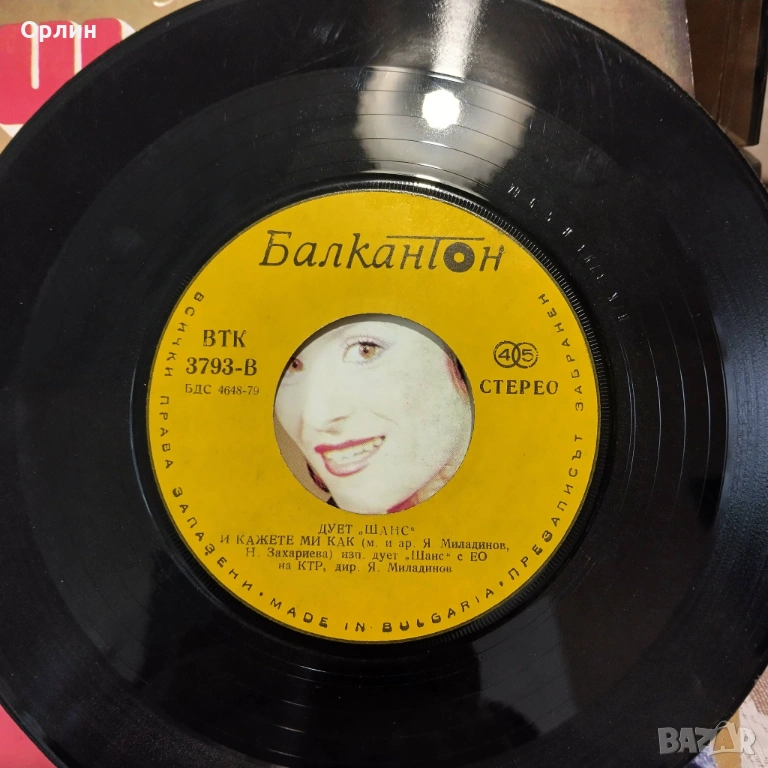 Орлин
БалканТон
ВТК
3793-В
БДС 4648-79
45
СТЕРЕО
ДУЕТ „ШАНС“
И КАЖЕТЕ МИ КАК (м. и ар. Я Миладинов,
Н. Захариева) изп. дует „Шанс“ с ЕО
на КТР, дир. Я. Миладинов
ВСИЧКИ ПРАВА ЗАПАЗЕНИ • MADE IN BULGARIA • ПРЕЗАПИСЪТ ЗАБРАНЕН
BAZAR